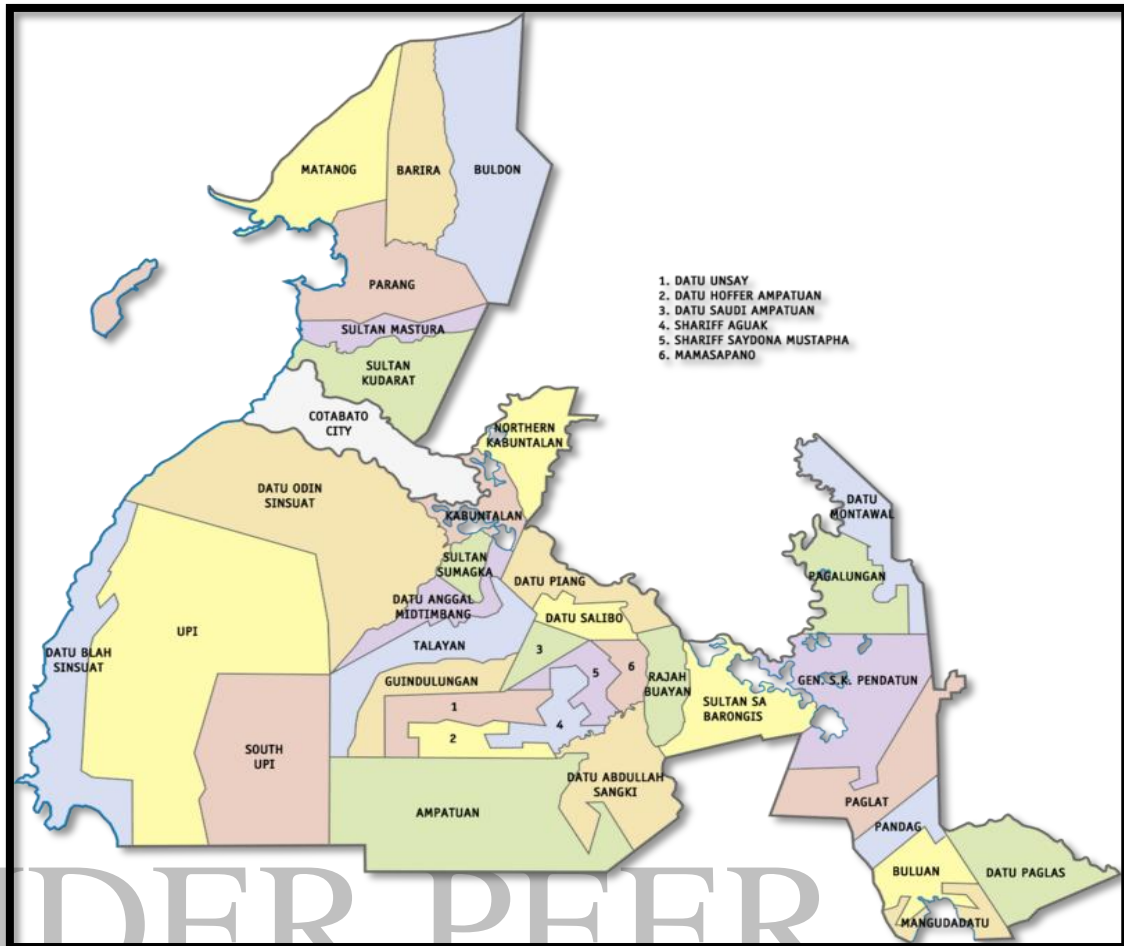 MATANOG
BARIRA
BULDON
PARANG
SULTAN MASTURA
SULTAN
KUDARAT
COTABATO
CITY
NORTHERN
KABUNTALAN
1. DATU UNSAY
2. DATU HOFFER AMPATUAN
3. DATU SAUDI AMPATUAN
4. SHARIFF AGUAK
5. SHARIFF SAYDONA MUSTAPHA
6. MAMASAPANO
DATU ODIN
SINSUAT
KABUNTALAN
SULTAN
SUMAGKA
DATU PIANG
DATU
MONTAWAL
PAGALUNGAN
DATU ANGGAL
MIDTIMBANG
DATU SALIBO
UPI
DATU BLAH
SINSUAT
TALAYAN
3
5
6
RAJAH
BUAYAN
GUINDULUNGAN
GEN. S.K. PENDATUN
SULTAN SA
BARONGIS
1
4
2
SOUTH
UPI
DATU ABDULLAH
SANGKI
AMPATUAN
PAGLAT
PANDAG
BULUAN
DATU PAGLAS
MANGUDADATU
NDER PEER